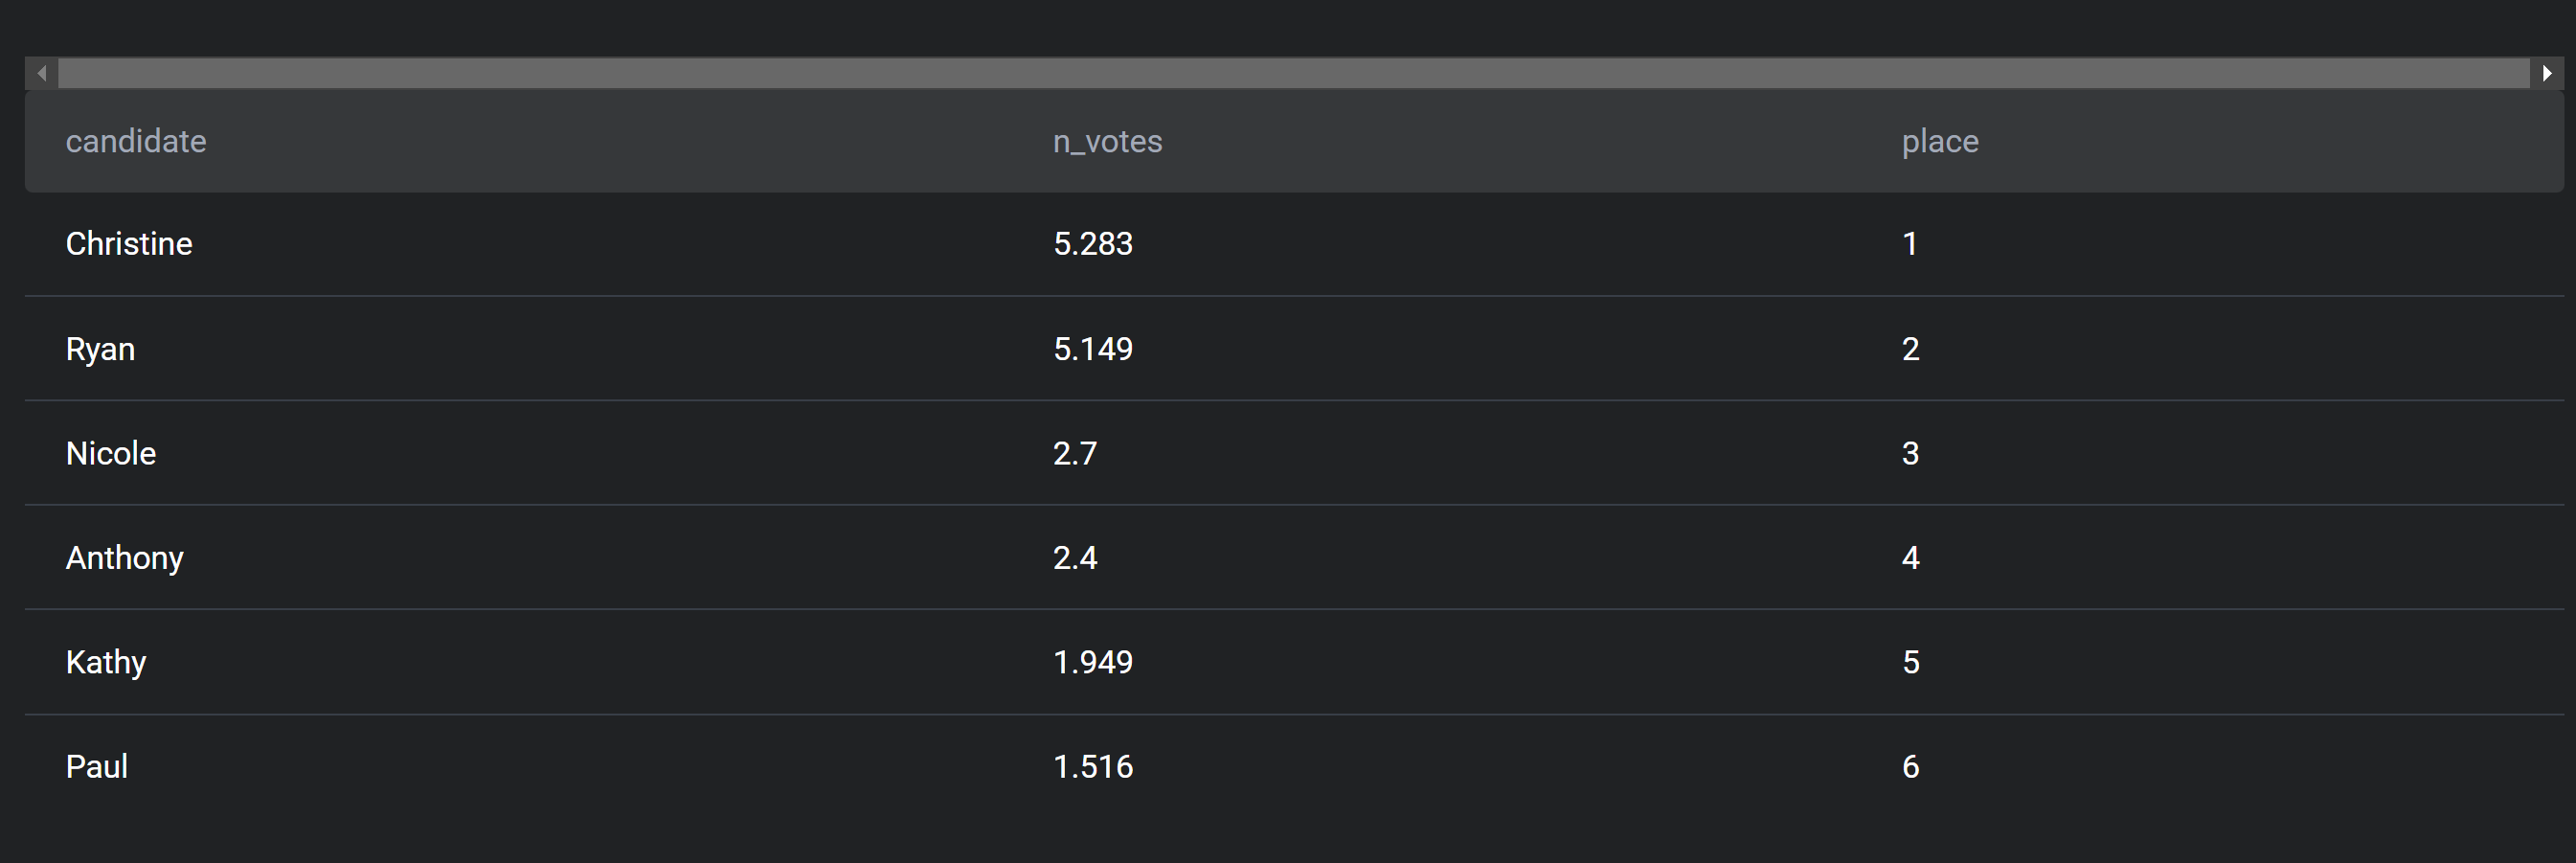 candidate n_votes place
Christine 5.283 1
Ryan 5.149 2
Nicole 2.7 3
Anthony 2.4 4
Kathy 1.949 5
Paul 1.516 6